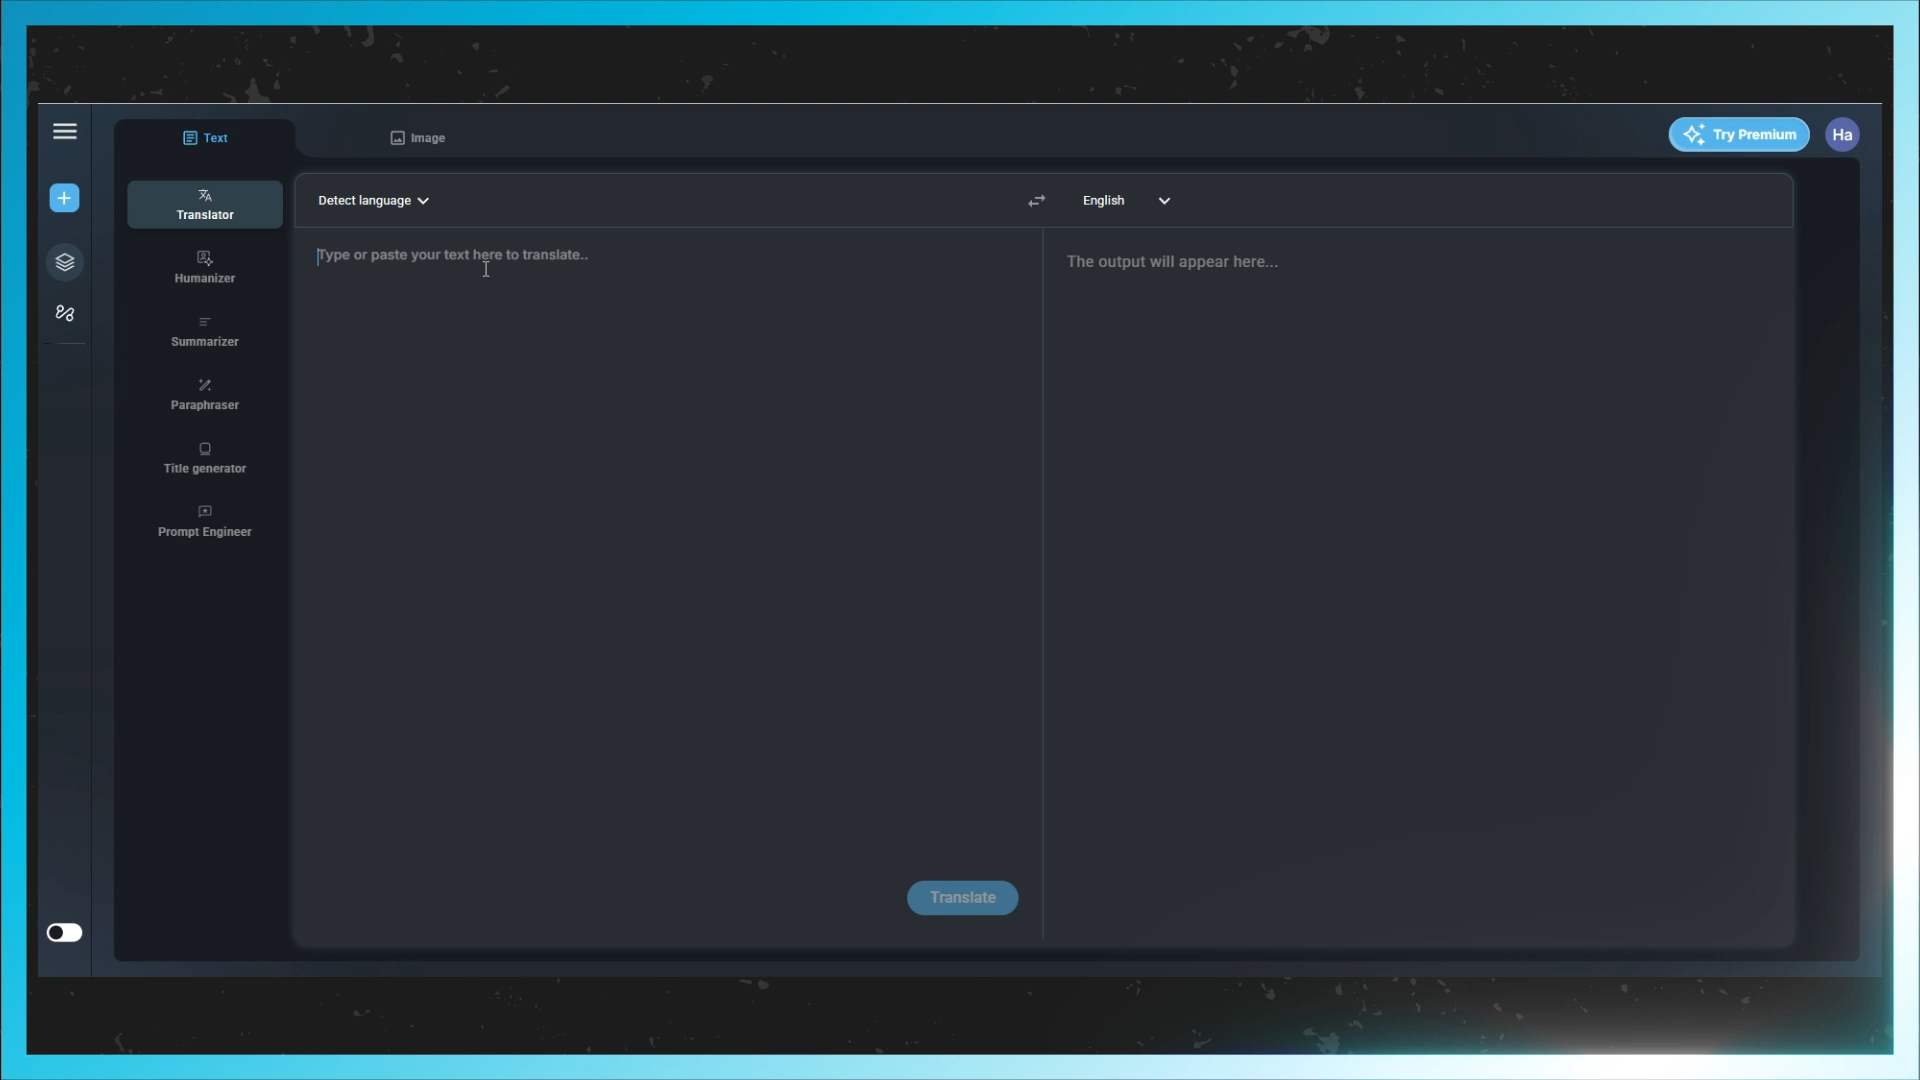 Text
Image
Try Premium
Ha
Translator
Detect language
English
Type or paste your text here to translate..
The output will appear here...
Humanizer
Summarizer
Paraphraser
Title generator
Prompt Engineer
Translate